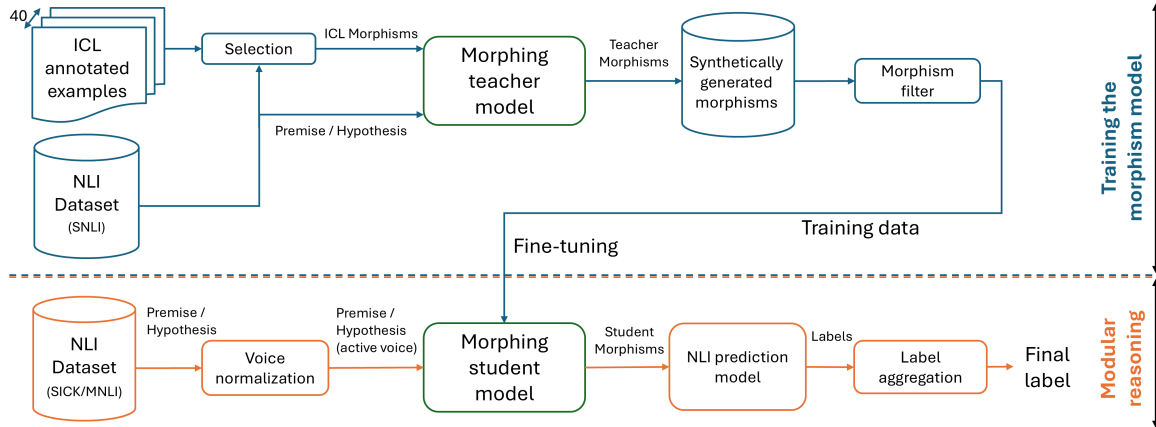 40
ICL
annotated
examples
Selection
ICL Morphisms
Morphing
teacher
model
Teacher
Morphisms
Synthetically
generated
morphisms
Morphism
filter
Premise / Hypothesis
NLI
Dataset
(SNLI)
Training the
morphism model
Training data
Fine-tuning
NLI
Dataset
(SICK/MNLI)
Premise /
Hypothesis
Voice
normalization
Premise /
Hypothesis
(active voice)
Morphing
student
model
Student
Morphisms
NLI prediction
model
Labels
Label
aggregation
Final
label
Modular
reasoning